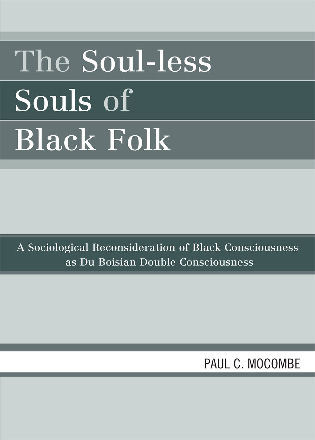 The Soul-less
Souls of
Black Folk
A Sociological Reconsideration of Black Consciousness
as Du Boisian Double Consciousness
PAUL C. MOCOMBE